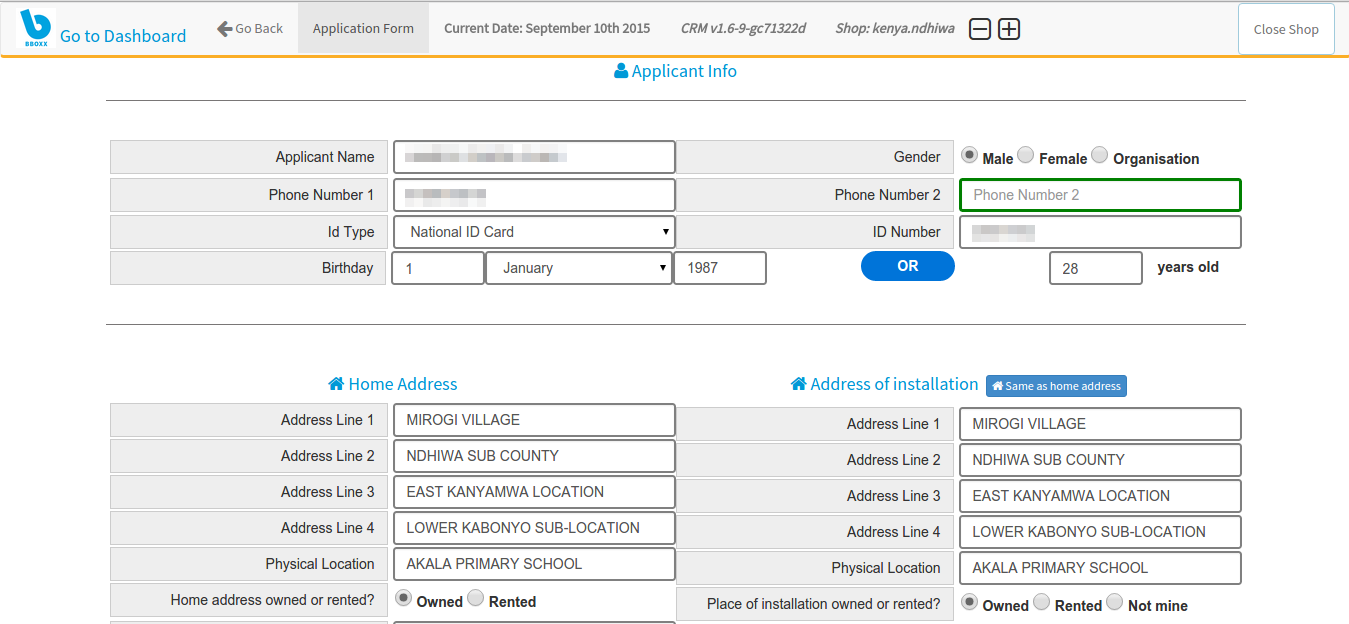 BBOXX Go to Dashboard Go Back Application Form Current Date: September 10th 2015 CRM v1.6-9-gc71322d Shop: kenya.ndhiwa Close Shop
Applicant Info
Applicant Name Gender Male Female Organisation
Phone Number 1 Phone Number 2 Phone Number 2
Id Type National ID Card ID Number
Birthday 1 January 1987 OR 28 years old
Home Address Address of installation Same as home address
Address Line 1 MIROGI VILLAGE Address Line 1 MIROGI VILLAGE
Address Line 2 NDHIWA SUB COUNTY Address Line 2 NDHIWA SUB COUNTY
Address Line 3 EAST KANYAMWA LOCATION Address Line 3 EAST KANYAMWA LOCATION
Address Line 4 LOWER KABONYO SUB-LOCATION Address Line 4 LOWER KABONYO SUB-LOCATION
Physical Location AKALA PRIMARY SCHOOL Physical Location AKALA PRIMARY SCHOOL
Home address owned or rented? Owned Rented Place of installation owned or rented? Owned Rented Not mine